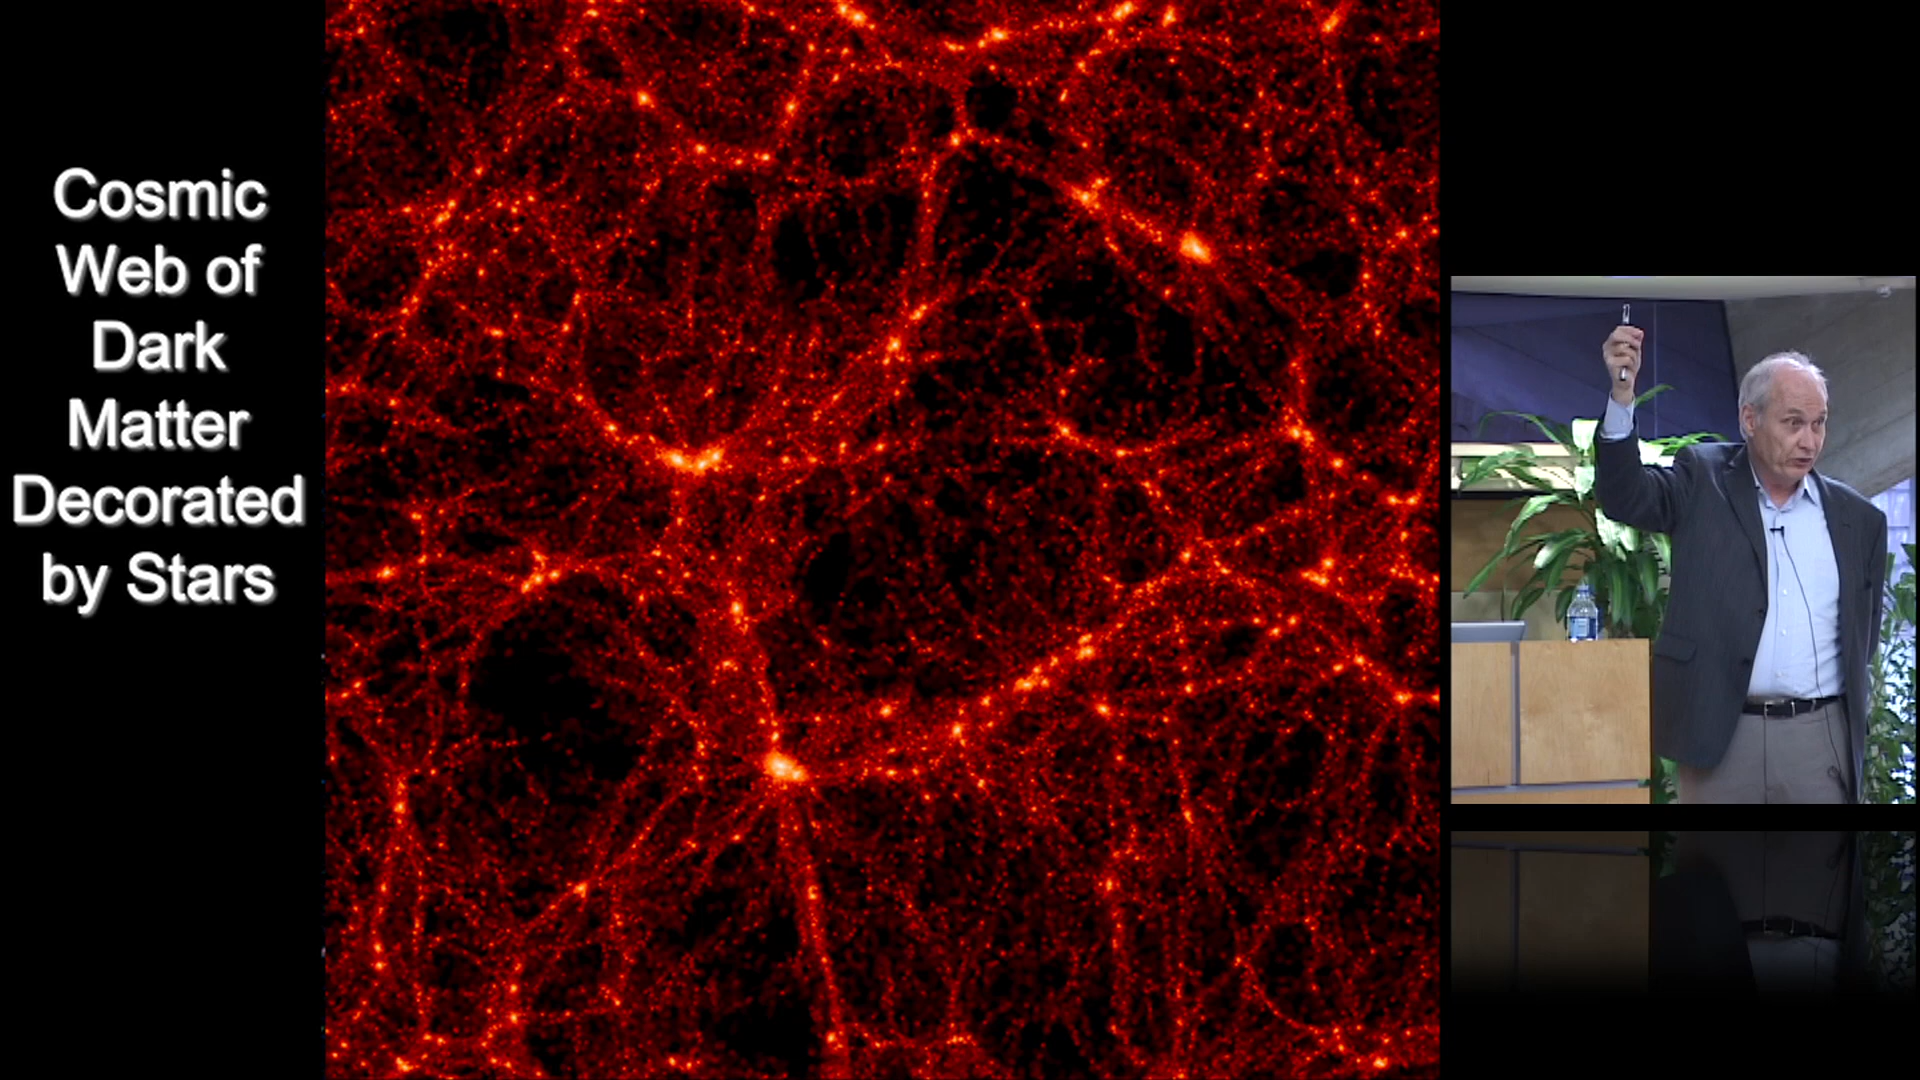 Cosmic
Web of
Dark
Matter
Decorated
by Stars